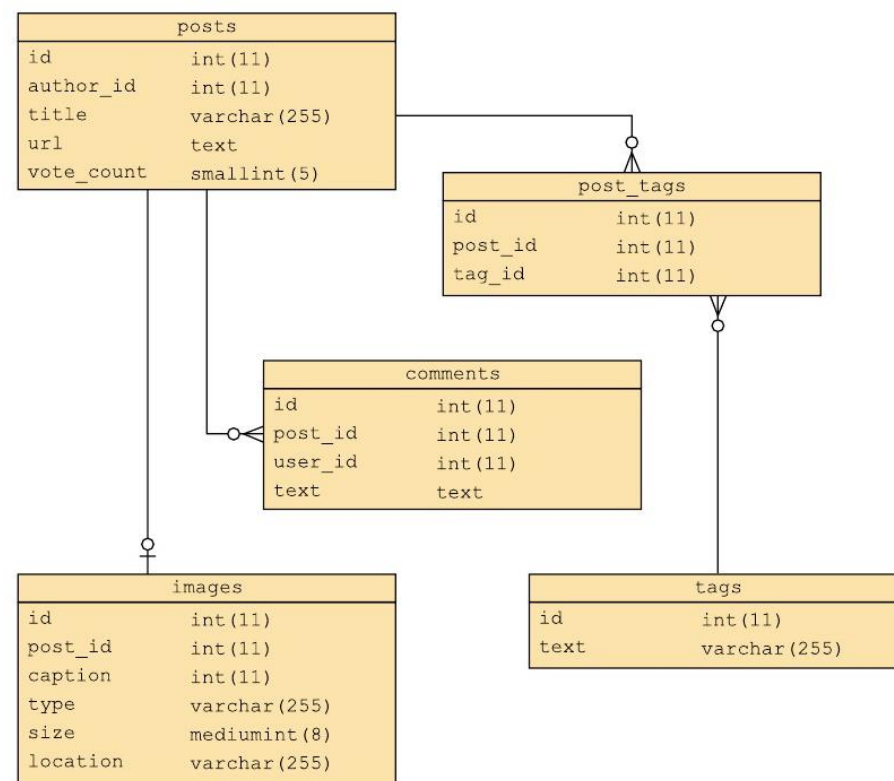 posts
id int(11)
author_id int(11)
title varchar(255)
url text
vote_count smallint(5)
post_tags
id int(11)
post_id int(11)
tag_id int(11)
comments
id int(11)
post_id int(11)
user_id int(11)
text text
images
id int(11)
post_id int(11)
caption int(11)
type varchar(255)
size mediumint(8)
location varchar(255)
tags
id int(11)
text varchar(255)